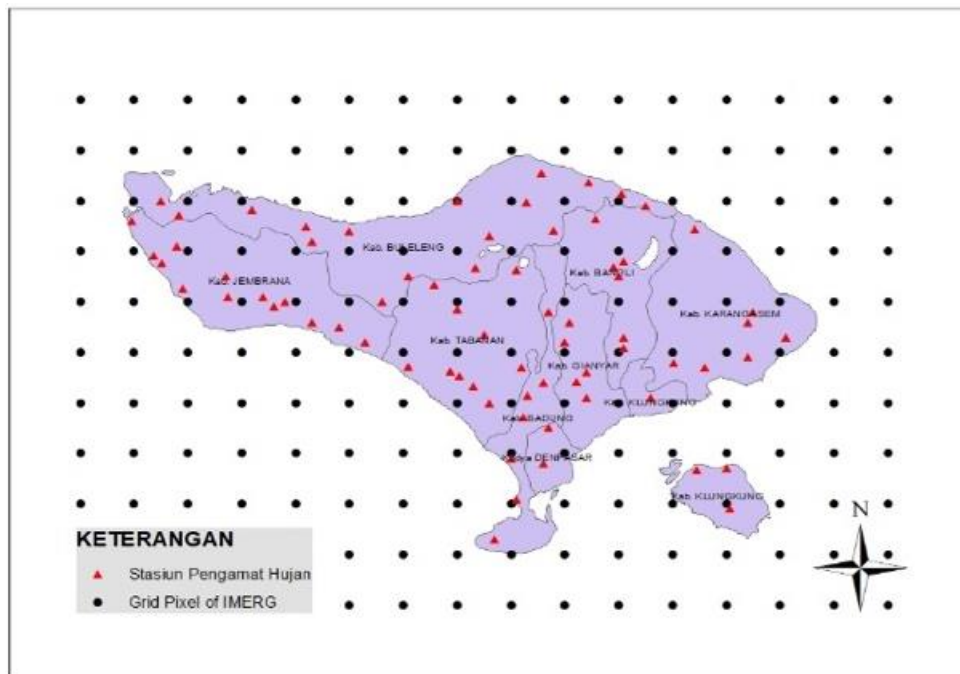 Kab. BULELENG
Kab. BANGLI
Kab. JEMBRANA
Kab. KARANGASEM
Kab. TABANAN
Kab. GIANYAR
Kab. KLUNGKUNG
Kab. BADUNG
DENPASAR
Kab. KLUNGKUNG
N
KETERANGAN
Stasiun Pengamat Hujan
Grid Pixel of IMERG